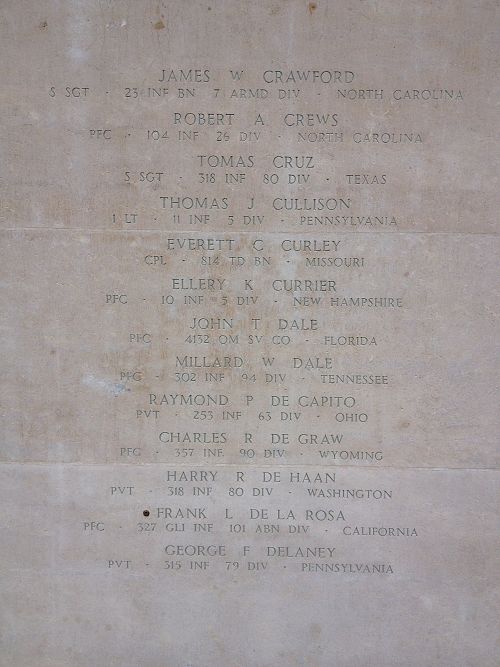 JAMES W CRAWFORD
S SGT · 23 INF BN 7 ARMD DIV · NORTH CAROLINA
ROBERT A CREWS
PFC · 104 INF 26 DIV · NORTH CAROLINA
TOMAS CRUZ
S SGT · 318 INF 80 DIV · TEXAS
THOMAS J CULLISON
1 LT · 11 INF 5 DIV · PENNSYLVANIA
EVERETT C CURLEY
CPL · 814 TD BN · MISSOURI
ELLERY K CURRIER
PFC · 10 INF 5 DIV · NEW HAMPSHIRE
JOHN T DALE
PFC · 4132 QM SV CO · FLORIDA
MILLARD W DALE
PFC · 302 INF 94 DIV · TENNESSEE
RAYMOND P DE CAPITO
PVT · 253 INF 63 DIV · OHIO
CHARLES R DE GRAW
PFC · 357 INF 90 DIV · WYOMING
HARRY R DE HAAN
PVT · 318 INF 80 DIV · WASHINGTON
FRANK L DE LA ROSA
PFC · 327 GLI INF 101 ABN DIV · CALIFORNIA
GEORGE F DELANEY
PVT · 315 INF 79 DIV · PENNSYLVANIA